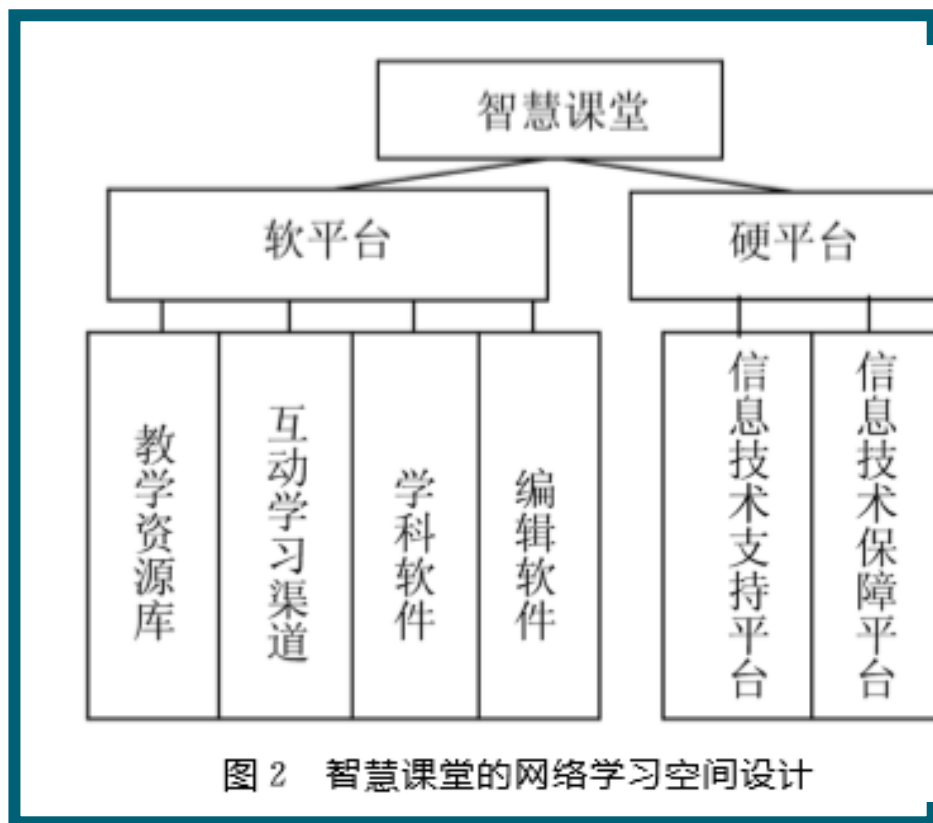 智慧课堂
软平台
硬平台
教学资源库
互动学习渠道
学科软件
编辑软件
信息技术支持平台
信息技术保障平台
图 2 智慧课堂的网络学习空间设计